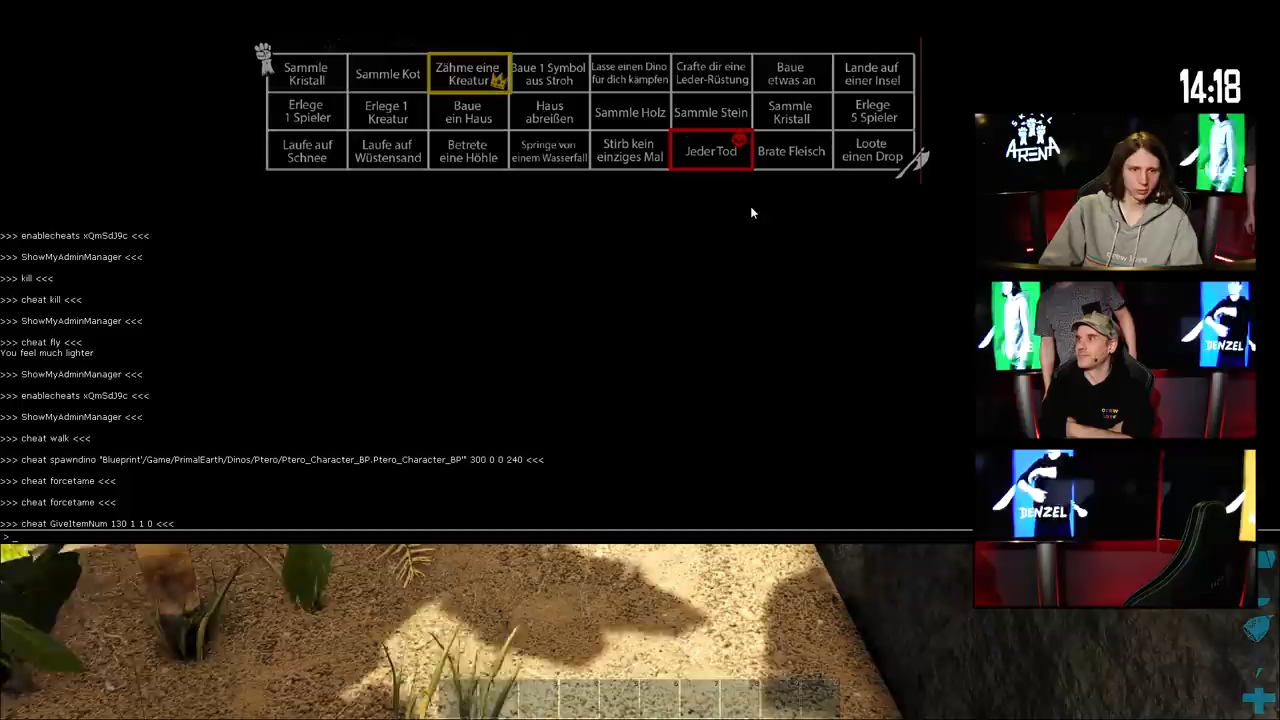 Sammle Kristall
Sammle Kot
Zähme eine Kreatur
Baue 1 Symbol aus Stroh
Lasse einen Dino für dich kämpfen
Crafte dir eine Leder-Rüstung
Baue etwas an
Lande auf einer Insel
Erlege 1 Spieler
Erlege 1 Kreatur
Baue ein Haus
Haus abreißen
Sammle Holz
Sammle Stein
Sammle Kristall
Erlege 5 Spieler
Laufe auf Schnee
Laufe auf Wüstensand
Betrete eine Höhle
Springe von einem Wasserfall
Stirb kein einziges Mal
Jeder Tod
Brate Fleisch
Loote einen Drop
14:18
ARENA
DENZEL
DENZEL
>>> enablecheats xQmSdJ9c <<<
>>> ShowMyAdminManager <<<
>>> kill <<<
>>> cheat kill <<<
>>> ShowMyAdminManager <<<
>>> cheat fly <<<
You feel much lighter
>>> ShowMyAdminManager <<<
>>> enablecheats xQmSdJ9c <<<
>>> ShowMyAdminManager <<<
>>> cheat walk <<<
>>> cheat spawndino "Blueprint'/Game/PrimalEarth/Dinos/Ptero/Ptero_Character_BP.Ptero_Character_BP'" 300 0 0 240 <<<
>>> cheat forcetame <<<
>>> cheat forcetame <<<
>>> cheat GiveItemNum 130 1 1 0 <<<
>_